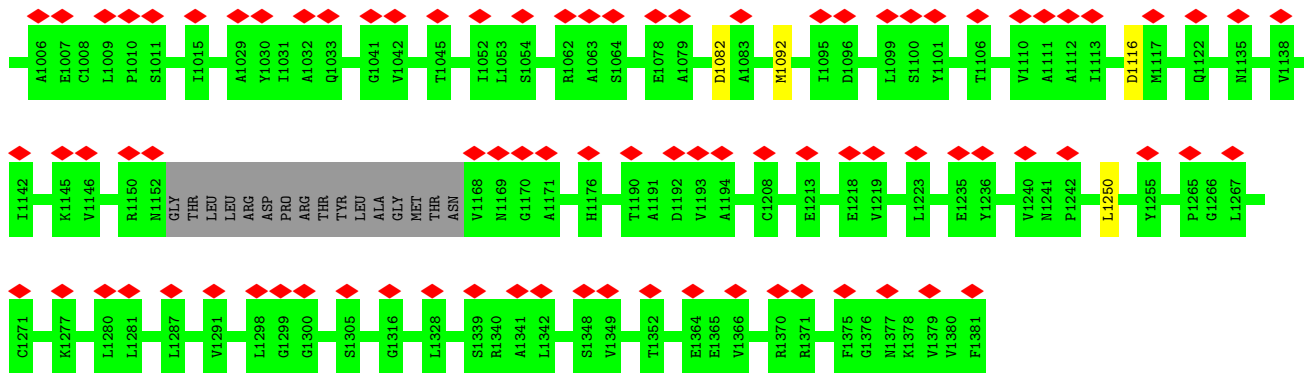 A1006 E1007 C1008 L1009 P1010 S1011 I1015 A1029 Y1030 I1031 A1032 Q1033 G1041 V1042 T1045 I1052 L1053 S1054 R1062 A1063 S1064 E1078 A1079 D1082 A1083 M1092 I1095 D1096 L1099 S1100 Y1101 T1106 V1110 A1111 A1112 I1113 D1116 M1117 Q1122 N1135 V1138
I1142 K1145 V1146 R1150 N1152 GLY THR LEU LEU ARG ASP PRO ARG THR TYR LEU ALA GLY MET THR ASN V1168 N1169 G1170 A1171 H1176 T1190 A1191 D1192 V1193 A1194 C1208 E1213 E1218 V1219 L1223 E1235 Y1236 V1240 N1241 P1242 L1250 Y1255 P1265 G1266 L1267
C1271 K1277 L1280 L1281 L1287 V1291 L1298 G1299 G1300 S1305 G1316 L1328 S1339 R1340 A1341 L1342 S1348 V1349 T1352 E1364 E1365 V1366 R1370 R1371 F1375 G1376 N1377 K1378 V1379 V1380 F1381